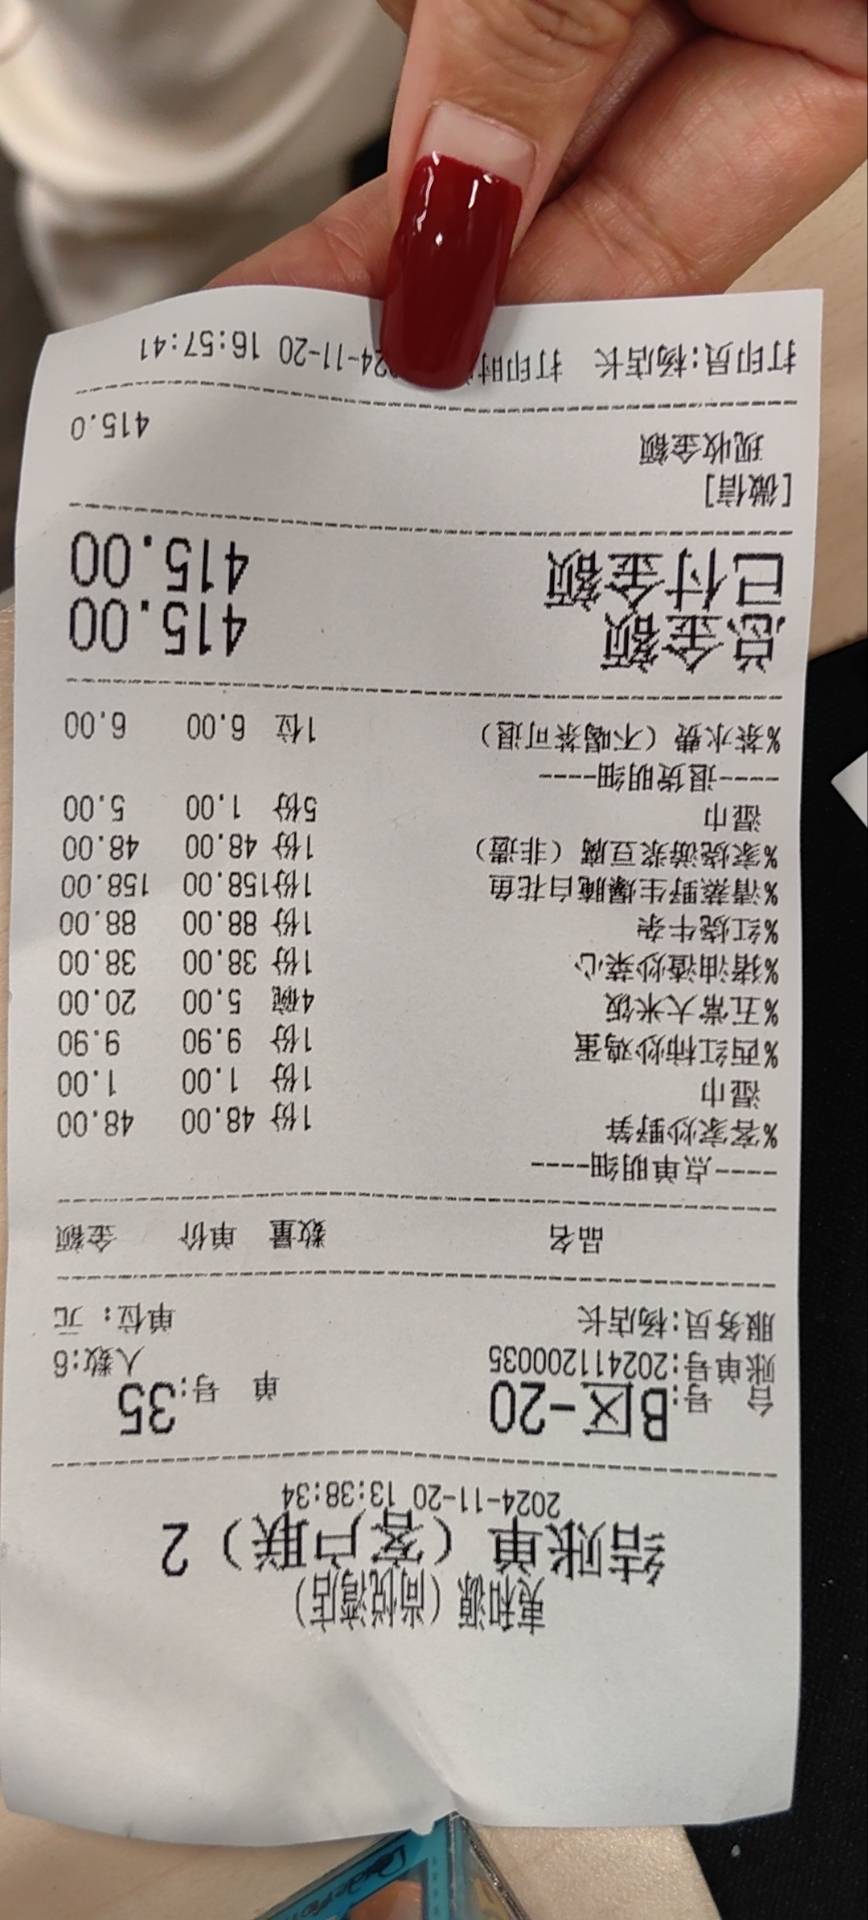 和源（尚悦湾店）
结账单（客户联）2
2024-11-20 13:38:34
台 号:B区-20 单 号:35
账单号:202411200035 人数:6
服务员:杨店长 单位: 元
品名 数量 单价 金额
----点单明细----
%客家炒野笋 1份 48.00 48.00
湿巾 1份 1.00 1.00
%西红柿炒鸡蛋 1份 9.90 9.90
%五常大米饭 4碗 5.00 20.00
%猪油渣炒菜心 1份 38.00 38.00
%红烧牛杂 1份 88.00 88.00
%清蒸野生爆腌白花鱼 1份158.00 158.00
%家烧游浆豆腐（非遗） 1份 48.00 48.00
湿巾 5份 1.00 5.00
----退货明细----
%茶水费（不喝茶可退） 1位 6.00 6.00
总金额 415.00
已付金额 415.00
[微信]
现收金额 415.0
打印员:杨店长 打印时 24-11-20 16:57:41